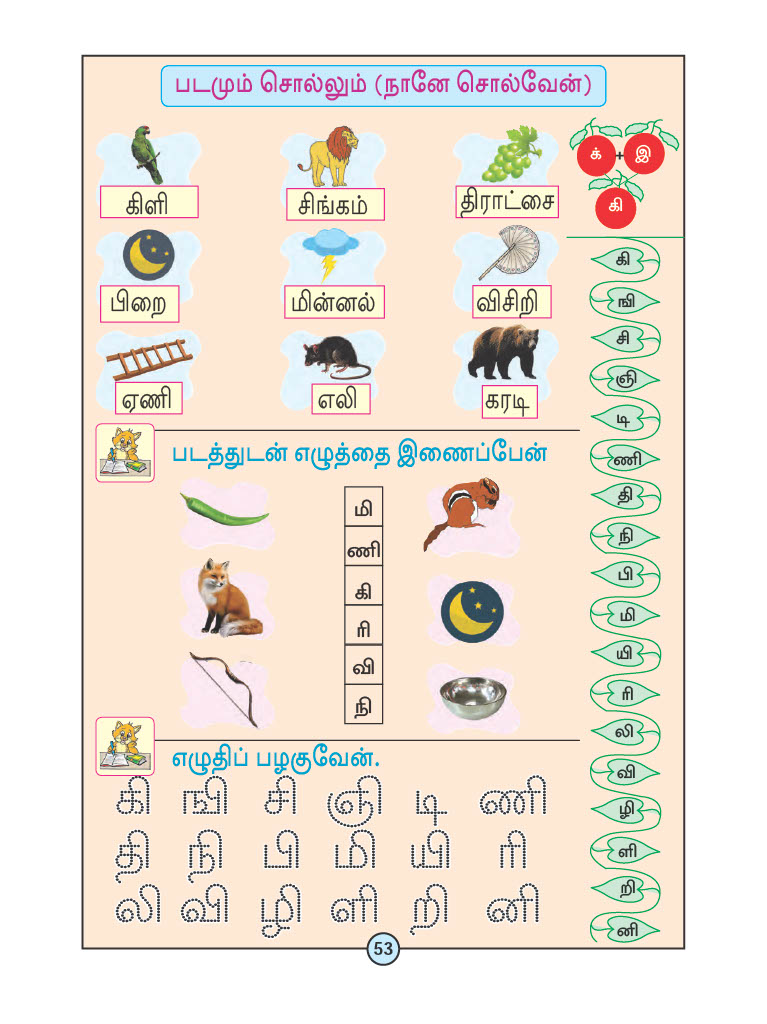 படமும் சொல்லும் (நானே சொல்வேன்)
க் + இ
கி
கிளி சிங்கம் திராட்சை
பிறை மின்னல் விசிறி
ஏணி எலி கரடி
படத்துடன் எழுத்தை இணைப்பேன்
மி
ணி
கி
ரி
வி
நி
எழுதிப் பழகுவேன்.
கி ஙி சி ஞி டி ணி
தி நி பி மி யி ரி
லி வி ழி ளி றி னி
கி
ஙி
சி
ஞி
டி
ணி
தி
நி
பி
மி
யி
ரி
லி
வி
ழி
ளி
றி
னி
53